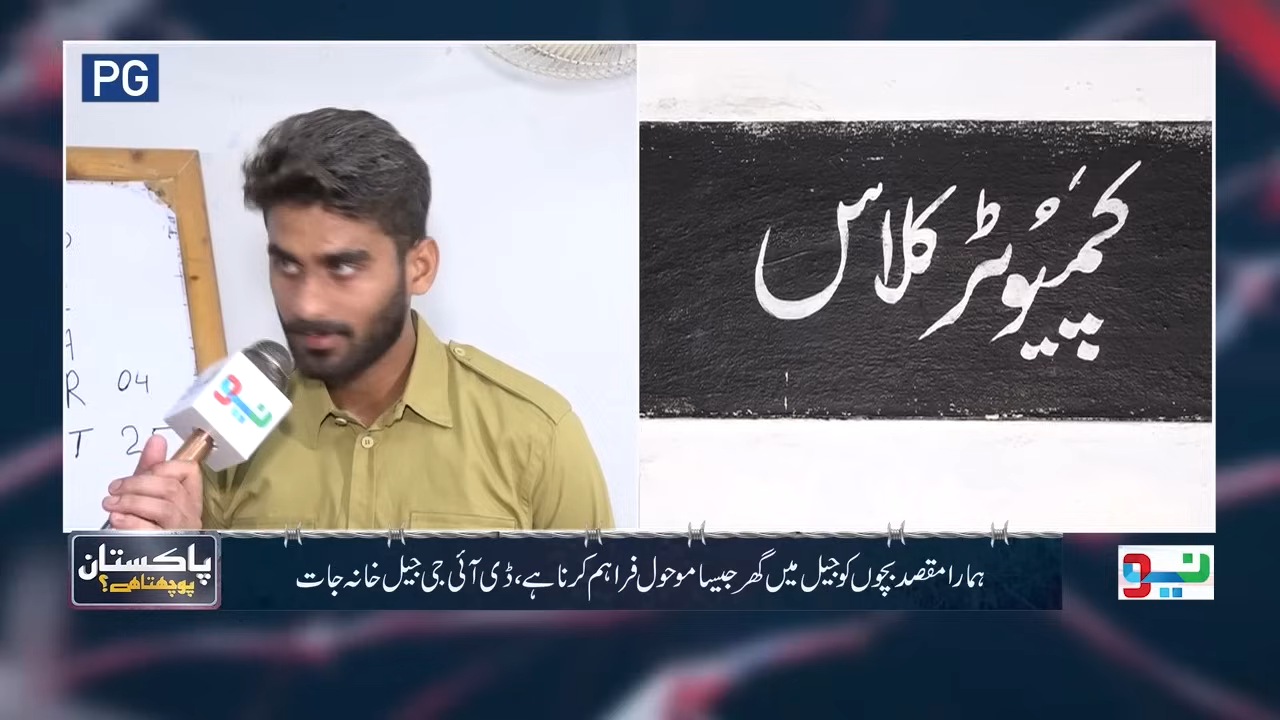 PG
کمپیوٹر کلاس
R 04
T 25
نیو
پاکستان
پوچھتا ہے؟
ہمارا مقصد بچوں کو جیل میں گھر جیسا ماحول فراہم کرنا ہے، ڈی آئی جی جیل خانہ جات
نیو